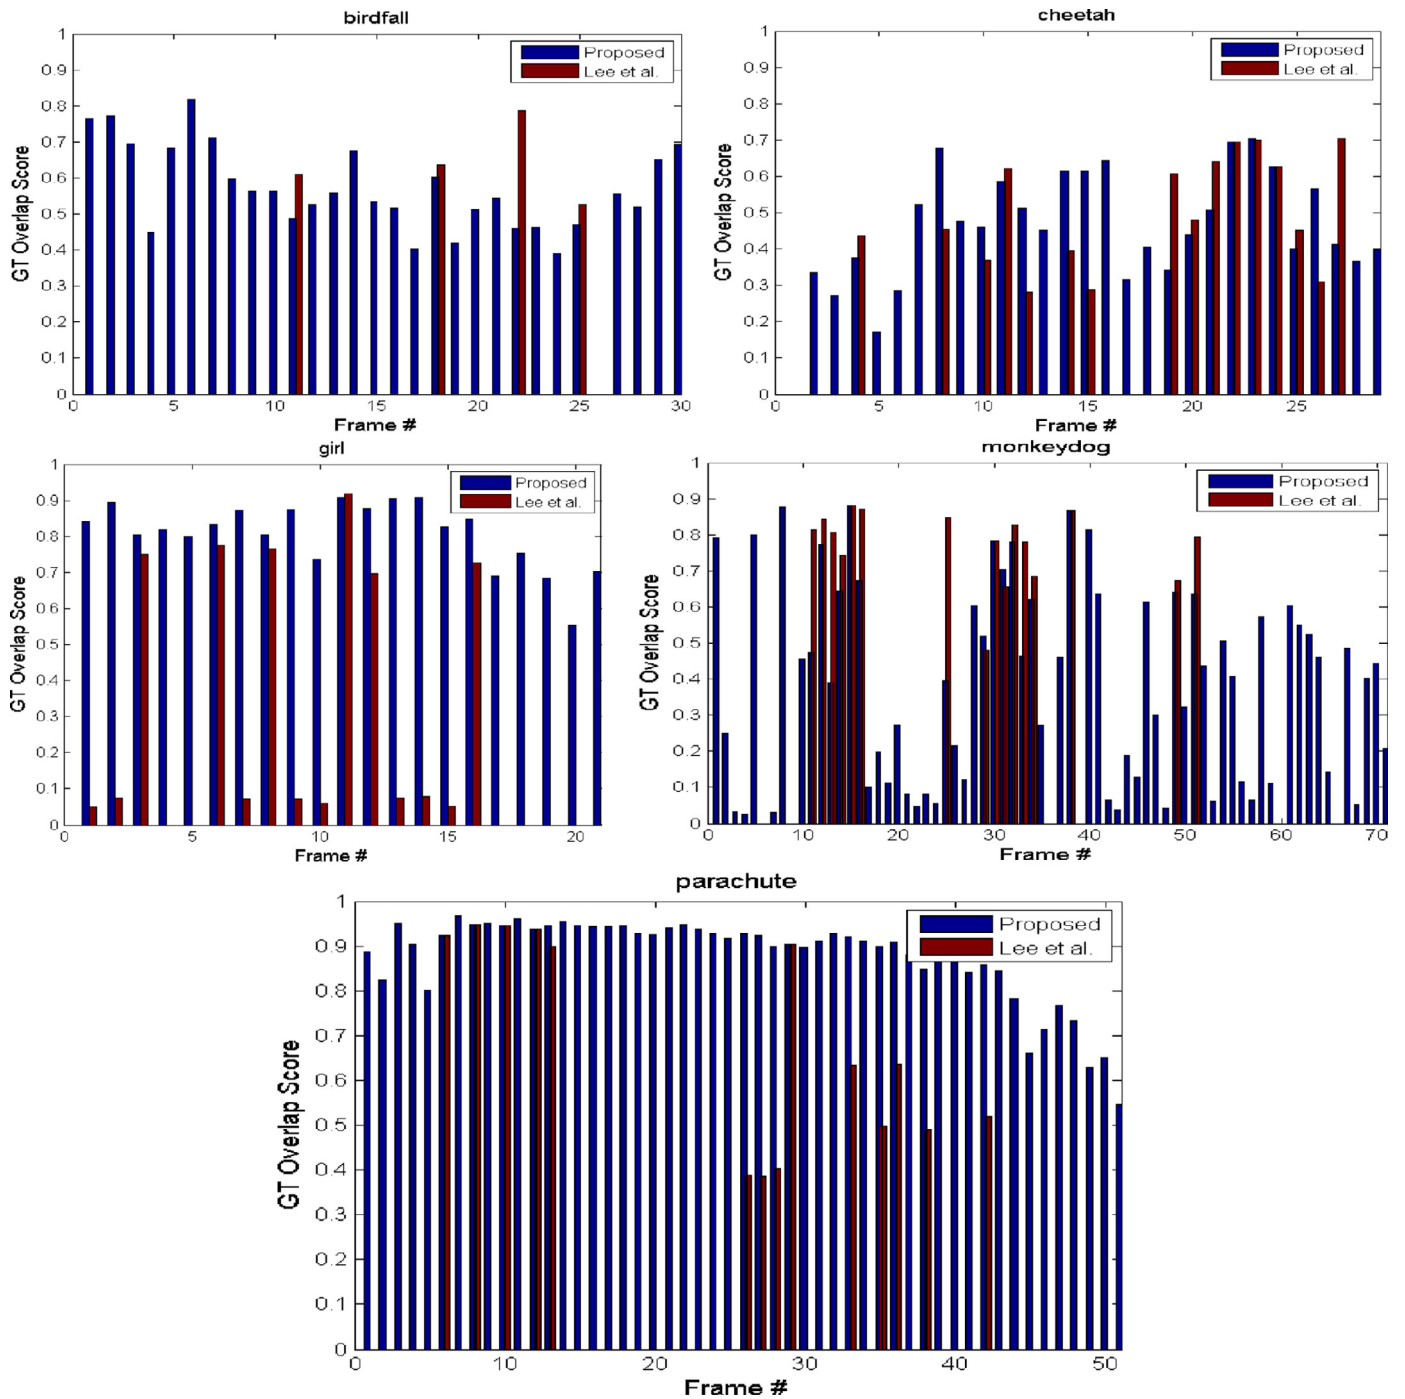 birdfall
1
0.9
0.8
0.7
0.6
0.5
0.4
0.3
0.2
0.1
0
0 5 10 15 20 25 30
GT Overlap Score
Frame #
Proposed
Lee et al.
cheetah
1
0.9
0.8
0.7
0.6
0.5
0.4
0.3
0.2
0.1
0
0 5 10 15 20 25
GT Overlap Score
Frame #
Proposed
Lee et al.
girl
1
0.9
0.8
0.7
0.6
0.5
0.4
0.3
0.2
0.1
0
0 5 10 15 20
GT Overlap Score
Frame #
Proposed
Lee et al.
monkeydog
1
0.9
0.8
0.7
0.6
0.5
0.4
0.3
0.2
0.1
0
0 10 20 30 40 50 60 70
GT Overlap Score
Frame #
Proposed
Lee et al.
parachute
1
0.9
0.8
0.7
0.6
0.5
0.4
0.3
0.2
0.1
0
0 10 20 30 40 50
GT Overlap Score
Frame #
Proposed
Lee et al.